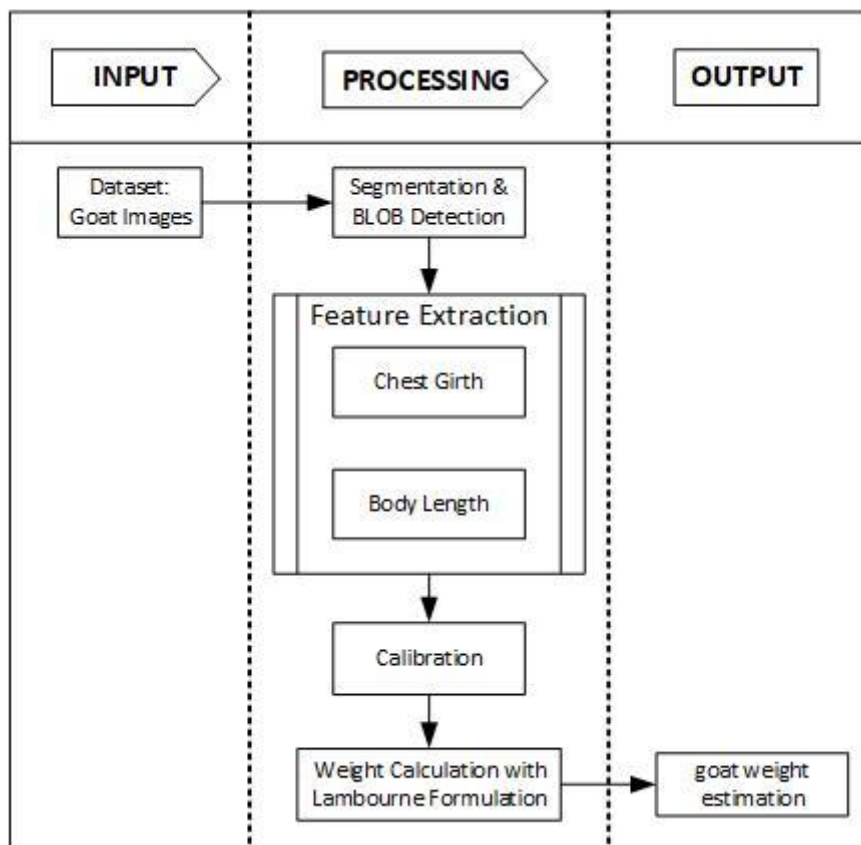 INPUT
PROCESSING
OUTPUT
Dataset:
Goat Images
Segmentation &
BLOB Detection
Feature Extraction
Chest Girth
Body Length
Calibration
Weight Calculation with
Lambourne Formulation
goat weight
estimation